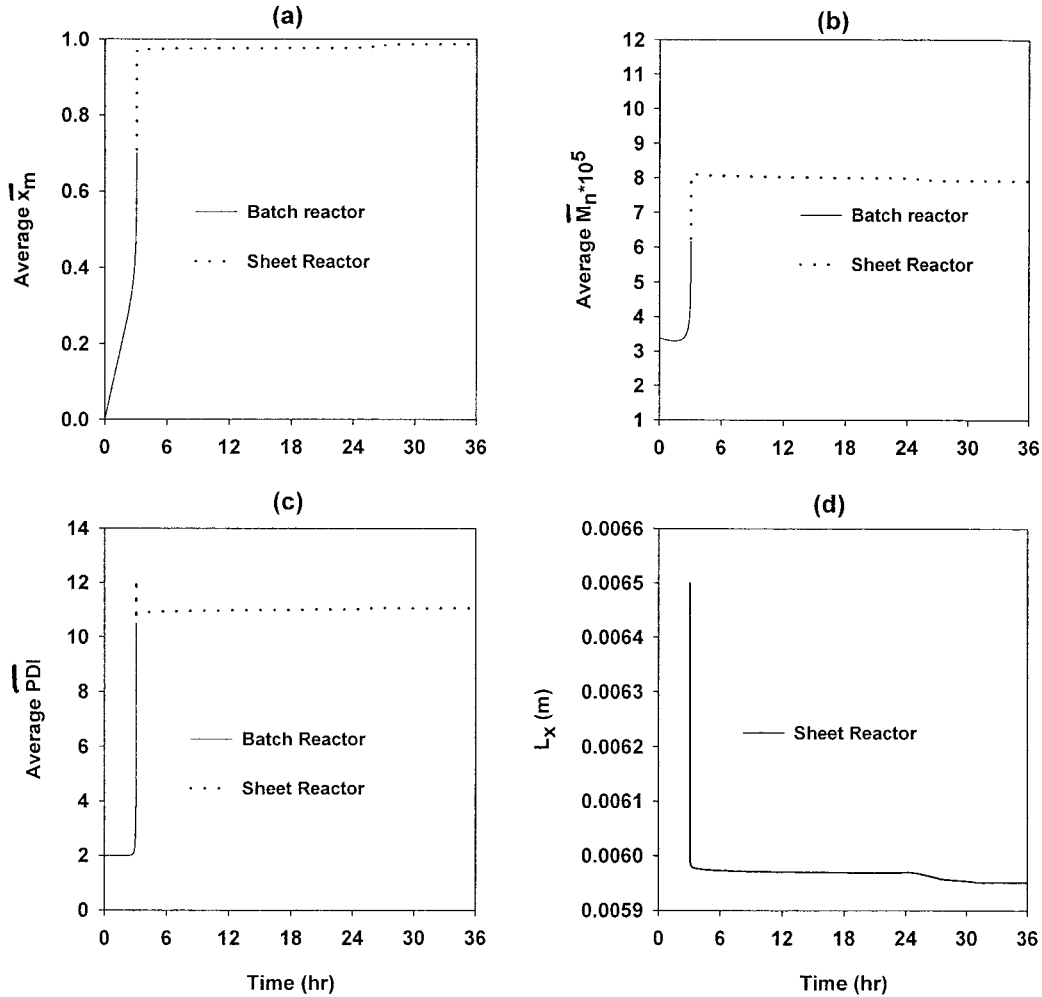 (a)
1.0
0.8
0.6
0.4
0.2
0.0
Average x̄m
Batch reactor
Sheet Reactor
0 6 12 18 24 30 36
(b)
12
11
10
9
8
7
6
5
4
3
2
1
Average M̄n*10^5
Batch reactor
Sheet Reactor
0 6 12 18 24 30 36
(c)
14
12
10
8
6
4
2
0
Average P̄D̄Ī
Batch Reactor
Sheet Reactor
0 6 12 18 24 30 36
Time (hr)
(d)
0.0066
0.0065
0.0064
0.0063
0.0062
0.0061
0.0060
0.0059
Lx (m)
Sheet Reactor
0 6 12 18 24 30 36
Time (hr)